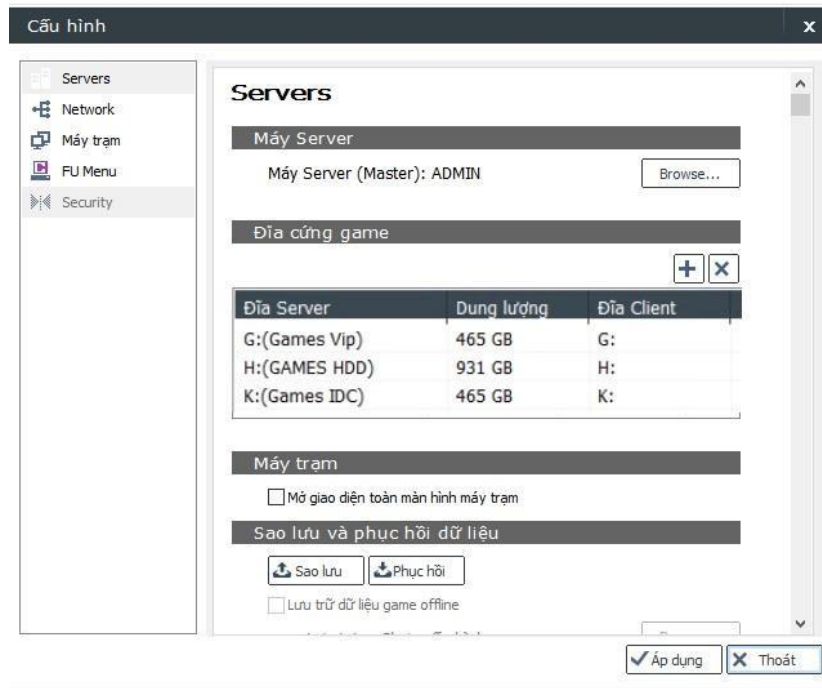 Cấu hình
x
Servers
Network
Máy trạm
FU Menu
Security
Servers
Máy Server
Máy Server (Master): ADMIN
Browse...
Đĩa cứng game
Đĩa Server Dung lượng Đĩa Client
G:(Games Vip) 465 GB G:
H:(GAMES HDD) 931 GB H:
K:(Games IDC) 465 GB K:
Máy trạm
Mở giao diện toàn màn hình máy trạm
Sao lưu và phục hồi dữ liệu
Sao lưu Phục hồi
Lưu trữ dữ liệu game offline
Áp dụng Thoát